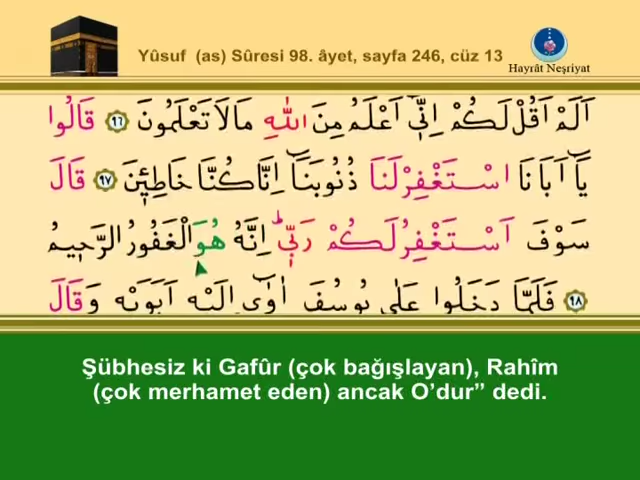 Yûsuf (as) Sûresi 98. âyet, sayfa 246, cüz 13
Hayrât Neşriyat
اَلَمْ اَقُلْ لَكُمْ اِنّ۪ٓي اَعْلَمُ مِنَ اللّٰهِ مَا لَا تَعْلَمُونَ ﴿٩٦﴾ قَالُوا
يَٓا اَبَانَا اسْتَغْفِرْ لَنَا ذُنُوبَنَٓا اِنَّا كُنَّا خَاطِـ۪ٔينَ ﴿٩٧﴾ قَالَ
سَوْفَ اَسْتَغْفِرُ لَكُمْ رَبّ۪ي اِنَّهُ هُوَ الْغَفُورُ الرَّح۪يمُ
﴿٩٨﴾ فَلَمَّا دَخَلُوا عَلٰى يُوسُفَ اٰوٰٓى اِلَيْهِ اَبَوَيْهِ وَقَالَ
Şübhesiz ki Gafûr (çok bağışlayan), Rahîm
(çok merhamet eden) ancak O’dur” dedi.